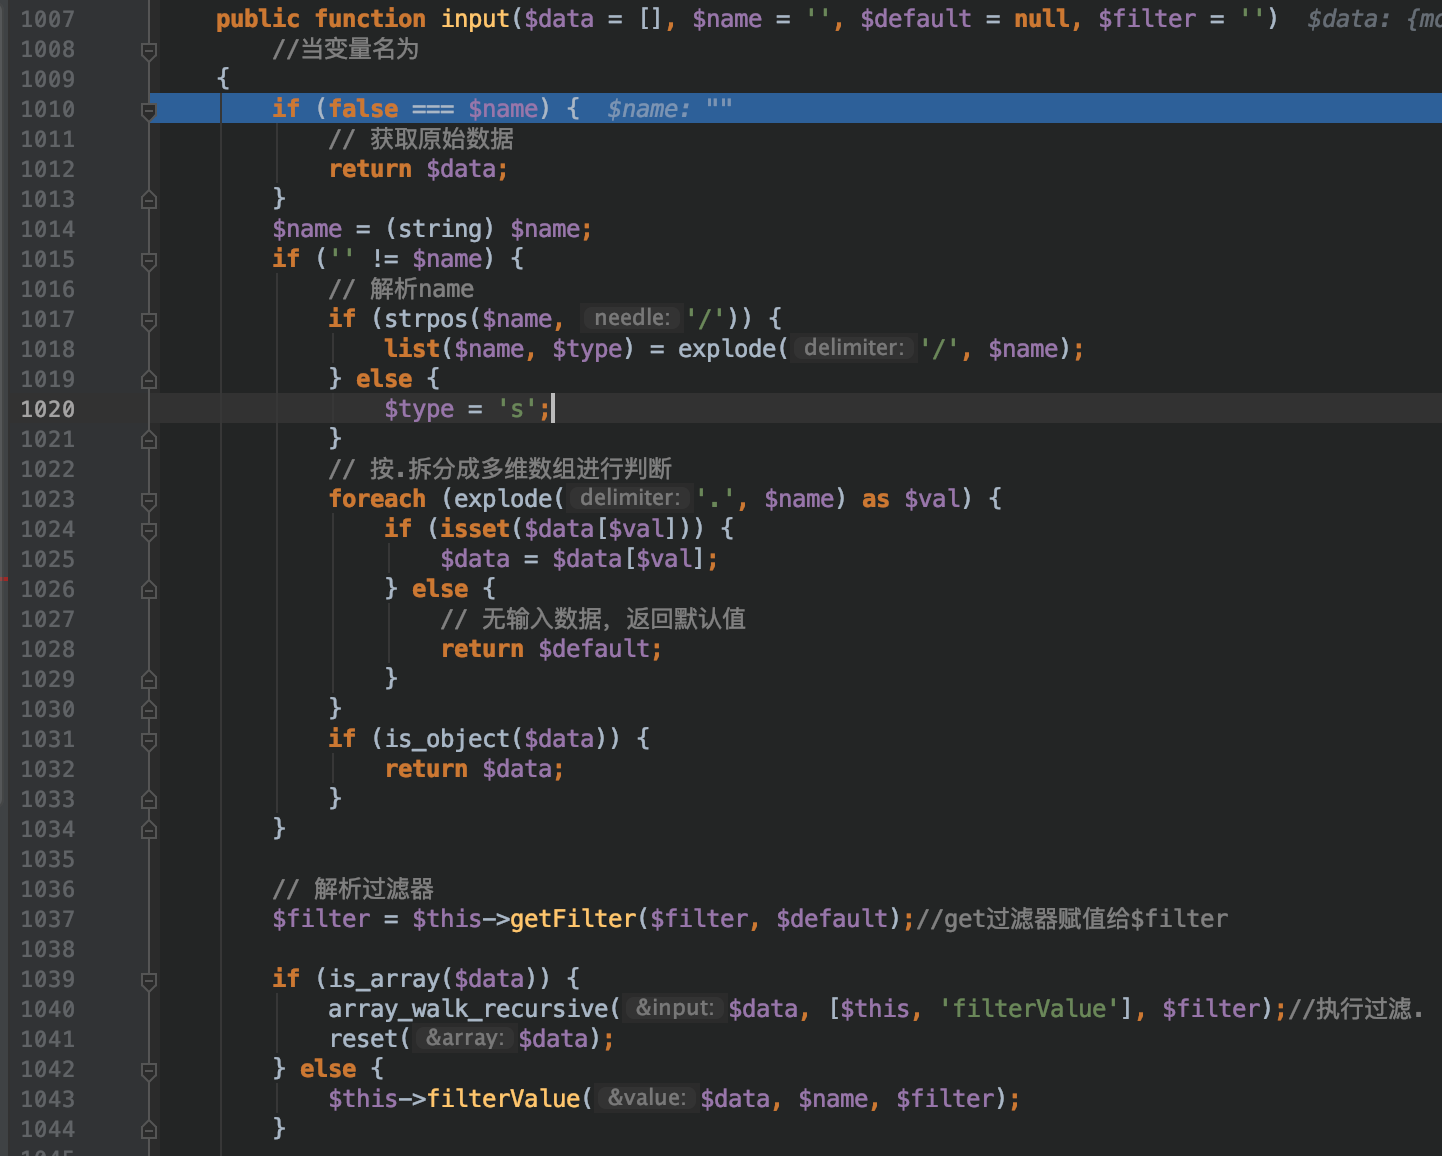 1007 public function input($data = [], $name = '', $default = null, $filter = '') $data: {mo
1008 //当变量名为
1009 {
1010 if (false === $name) { $name: ""
1011 // 获取原始数据
1012 return $data;
1013 }
1014 $name = (string) $name;
1015 if ('' != $name) {
1016 // 解析name
1017 if (strpos($name, needle: '/')) {
1018 list($name, $type) = explode( delimiter: '/', $name);
1019 } else {
1020 $type = 's';
1021 }
1022 // 按.拆分成多维数组进行判断
1023 foreach (explode( delimiter: '.', $name) as $val) {
1024 if (isset($data[$val])) {
1025 $data = $data[$val];
1026 } else {
1027 // 无输入数据，返回默认值
1028 return $default;
1029 }
1030 }
1031 if (is_object($data)) {
1032 return $data;
1033 }
1034 }
1035
1036 // 解析过滤器
1037 $filter = $this->getFilter($filter, $default);//get过滤器赋值给$filter
1038
1039 if (is_array($data)) {
1040 array_walk_recursive( &input: $data, [$this, 'filterValue'], $filter);//执行过滤.
1041 reset( &array: $data);
1042 } else {
1043 $this->filterValue( &value: $data, $name, $filter);
1044 }